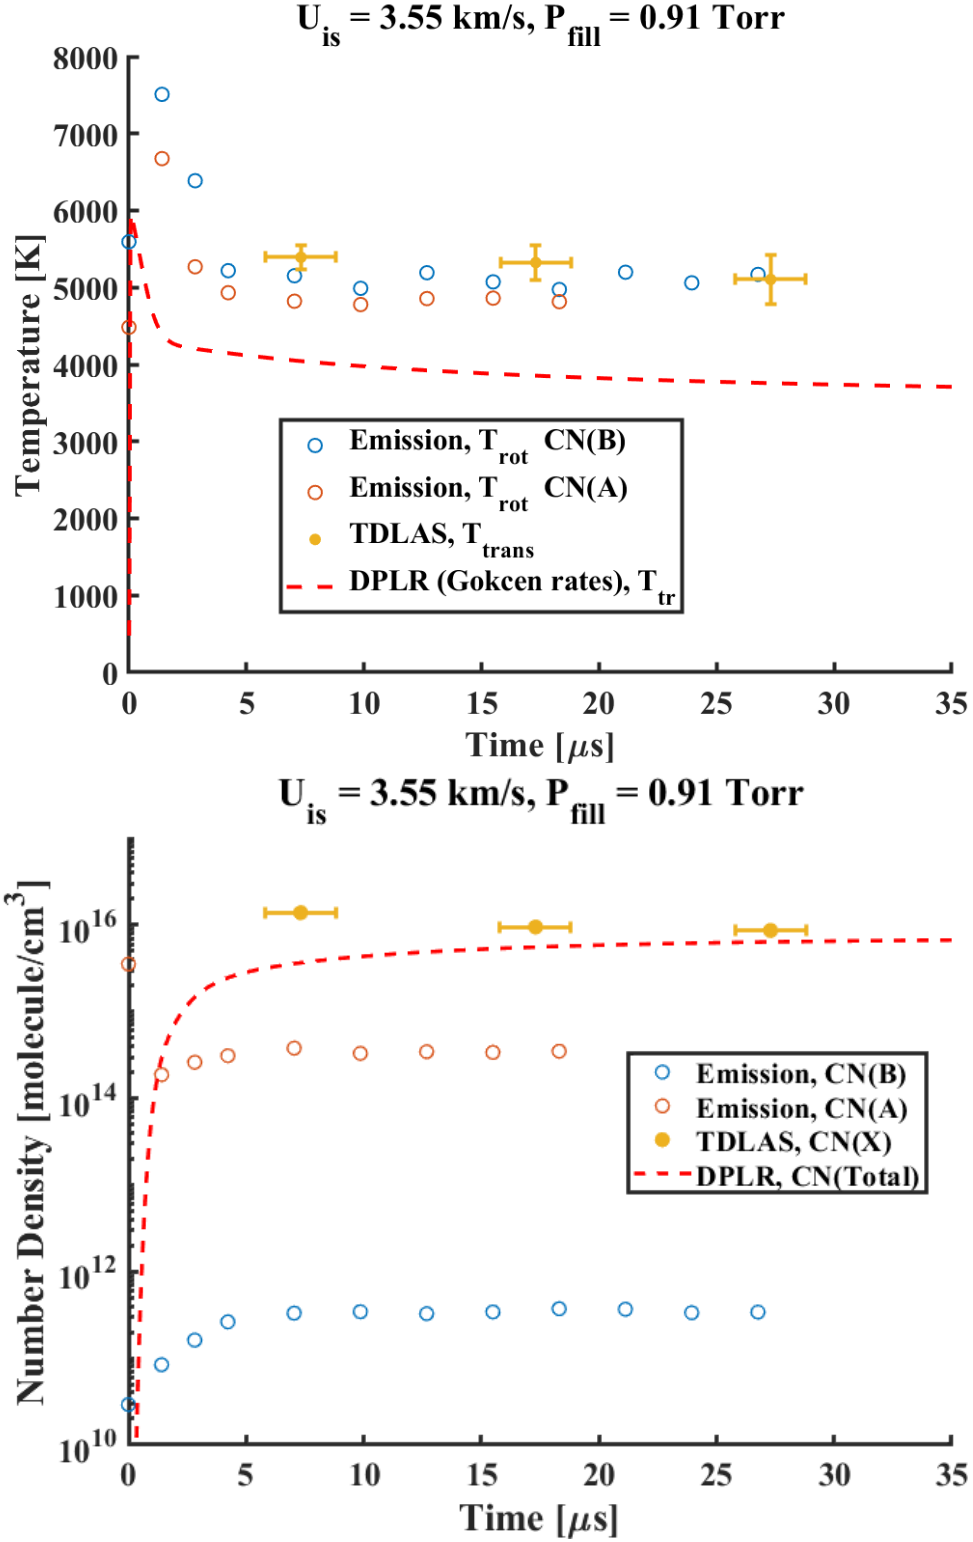 U_is = 3.55 km/s, P_fill = 0.91 Torr
8000
7000
6000
5000
4000
3000
2000
1000
0
Temperature [K]
Emission, T_rot CN(B)
Emission, T_rot CN(A)
TDLAS, T_trans
DPLR (Gokcen rates), T_tr
0 5 10 15 20 25 30 35
Time [μs]
U_is = 3.55 km/s, P_fill = 0.91 Torr
10^16
10^14
10^12
10^10
Number Density [molecule/cm^3]
Emission, CN(B)
Emission, CN(A)
TDLAS, CN(X)
DPLR, CN(Total)
0 5 10 15 20 25 30 35
Time [μs]